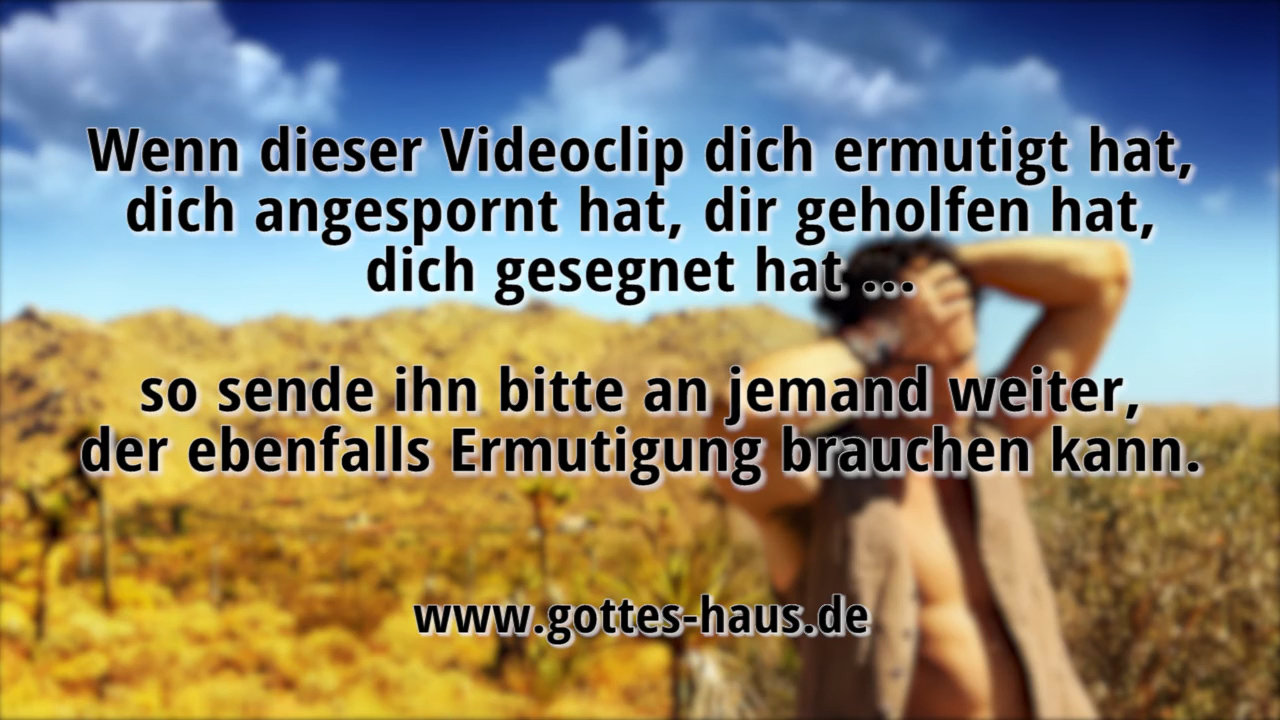 Wenn dieser Videoclip dich ermutigt hat,
dich angespornt hat, dir geholfen hat,
dich gesegnet hat ...
so sende ihn bitte an jemand weiter,
der ebenfalls Ermutigung brauchen kann.
www.gottes-haus.de